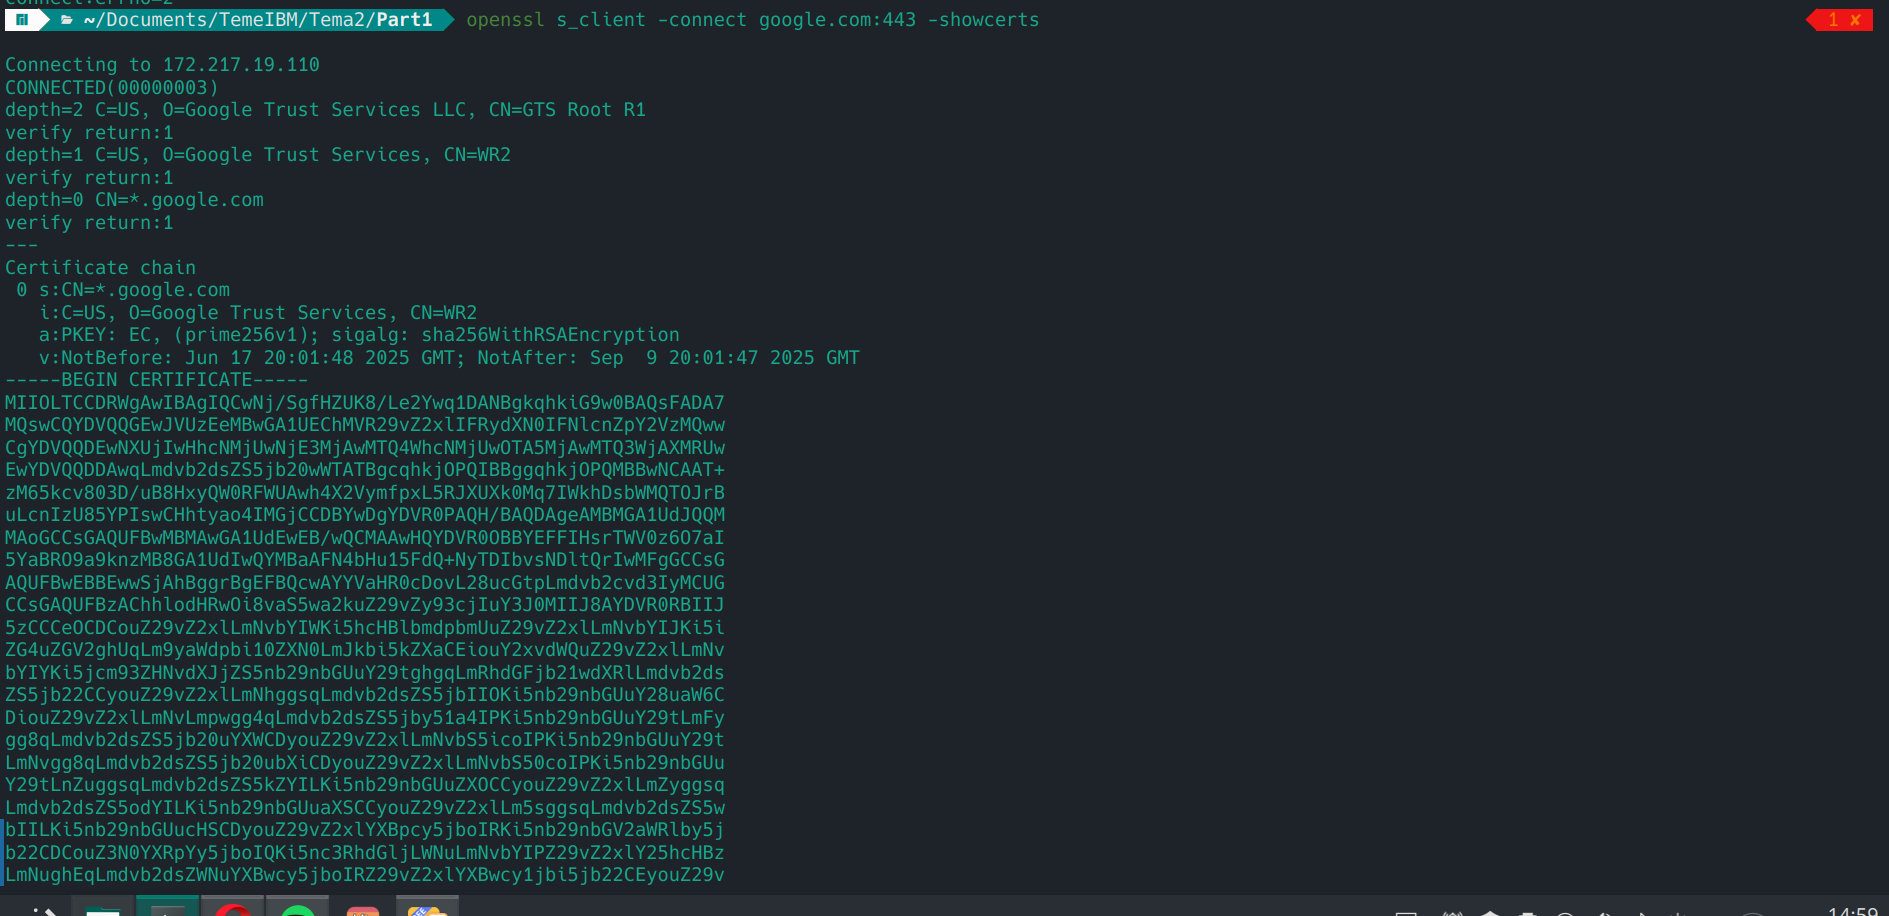 ~/Documents/TemeIBM/Tema2/Part1 openssl s_client -connect google.com:443 -showcerts 1 ✘
Connecting to 172.217.19.110
CONNECTED(00000003)
depth=2 C=US, O=Google Trust Services LLC, CN=GTS Root R1
verify return:1
depth=1 C=US, O=Google Trust Services, CN=WR2
verify return:1
depth=0 CN=*.google.com
verify return:1
---
Certificate chain
0 s:CN=*.google.com
i:C=US, O=Google Trust Services, CN=WR2
a:PKEY: EC, (prime256v1); sigalg: sha256WithRSAEncryption
v:NotBefore: Jun 17 20:01:48 2025 GMT; NotAfter: Sep  9 20:01:47 2025 GMT
-----BEGIN CERTIFICATE-----
MIIOLTCCDRWgAwIBAgIQCwNj/SgfHZUK8/Le2Ywq1DANBgkqhkiG9w0BAQsFADA7
MQswCQYDVQQGEwJVUzEeMBwGA1UEChMVR29vZ2xlIFRydXN0IFNlcnZpY2VzMQww
CgYDVQQDEwNXUjIwHhcNMjUwNjE3MjAwMTQ4WhcNMjUwOTA5MjAwMTQ3WjAXMRUw
EwYDVQQDDAwqLmdvb2dsZS5jb20wWTATBgcqhkjOPQIBBggqhkjOPQMBBwNCAAT+
zM65kcv803D/uB8HxyQW0RFWUAwh4X2VymfpxL5RJXUXk0Mq7IWkhDsbWMQTOJrB
uLcnIzU85YPIswCHhtyao4IMGjCCDBYwDgYDVR0PAQH/BAQDAgeAMBMGA1UdJQQM
MAoGCCsGAQUFBwMBMAwGA1UdEwEB/wQCMAAwHQYDVR0OBBYEFFIHsrTWV0z6O7aI
5YaBRO9a9knzMB8GA1UdIwQYMBaAFN4bHu15FdQ+NyTDIbvsNDltQrIwMFgGCCsG
AQUFBwEBBEwwSjAhBggrBgEFBQcwAYYVaHR0cDovL28ucGtpLmdvb2cvd3IyMCUG
CCsGAQUFBzAChhlodHRwOi8vaS5wa2kuZ29vZy93cjIuY3J0MIIJ8AYDVR0RBIIJ
5zCCCeOCDCouZ29vZ2xlLmNvbYIWKi5hcHBlbmdpbmUuZ29vZ2xlLmNvbYIJKi5i
ZG4uZGV2ghUqLm9yaWdpbi10ZXN0LmJkbi5kZXaCEiouY2xvdWQuZ29vZ2xlLmNv
bYIYKi5jcm93ZHNvdXJjZS5nb29nbGUuY29tghgqLmRhdGFjb21wdXRlLmdvb2ds
ZS5jb22CCyouZ29vZ2xlLmNhggsqLmdvb2dsZS5jbIIOKi5nb29nbGUuY28uaW6C
DiouZ29vZ2xlLmNvLmpwgg4qLmdvb2dsZS5jby51a4IPKi5nb29nbGUuY29tLmFy
gg8qLmdvb2dsZS5jb20uYXWCDyouZ29vZ2xlLmNvbS5icoIPKi5nb29nbGUuY29t
LmNvgg8qLmdvb2dsZS5jb20ubXiCDyouZ29vZ2xlLmNvbS50coIPKi5nb29nbGUu
Y29tLnZuggsqLmdvb2dsZS5kZYILKi5nb29nbGUuZXOCCyouZ29vZ2xlLmZyggsq
Lmdvb2dsZS5odYILKi5nb29nbGUuaXSCCyouZ29vZ2xlLm5sggsqLmdvb2dsZS5w
bIILKi5nb29nbGUucHSCDyouZ29vZ2xlYXBpcy5jboIRKi5nb29nbGV2aWRlby5j
b22CDCouZ3N0YXRpYy5jboIQKi5nc3RhdGljLWNuLmNvbYIPZ29vZ2xlY25hcHBz
LmNughEqLmdvb2dsZWNuYXBwcy5jboIRZ29vZ2xlYXBwcy1jbi5jb22CEyouZ29v
14:59